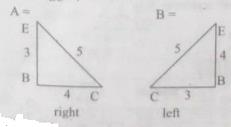 A = B =
E E
3 5 5 4
B B
4 C C 3
right left